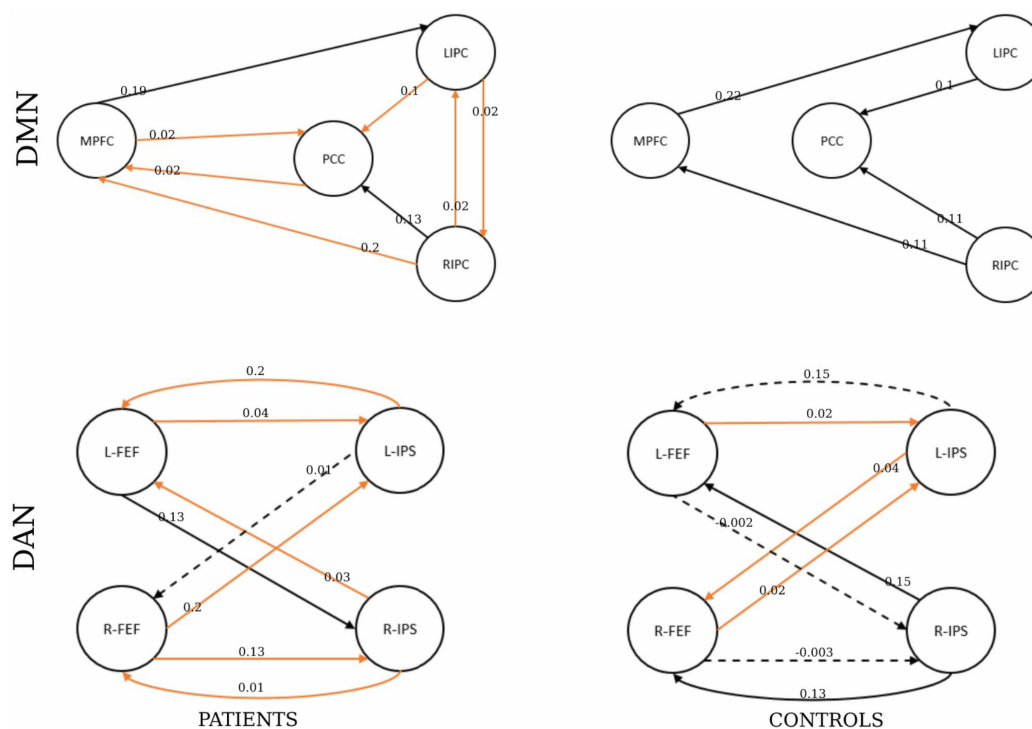 DMN
LIPC
0.19
0.1
0.02
MPFC
0.02
PCC
0.02
0.02
0.13
0.2
RIPC
LIPC
0.22
0.1
MPFC
PCC
0.11
0.11
RIPC
DAN
0.2
0.04
L-FEF
L-IPS
0.01
0.13
0.03
0.2
R-FEF
R-IPS
0.13
0.01
PATIENTS
0.15
0.02
L-FEF
L-IPS
0.04
-0.002
0.15
0.02
R-FEF
R-IPS
-0.003
0.13
CONTROLS